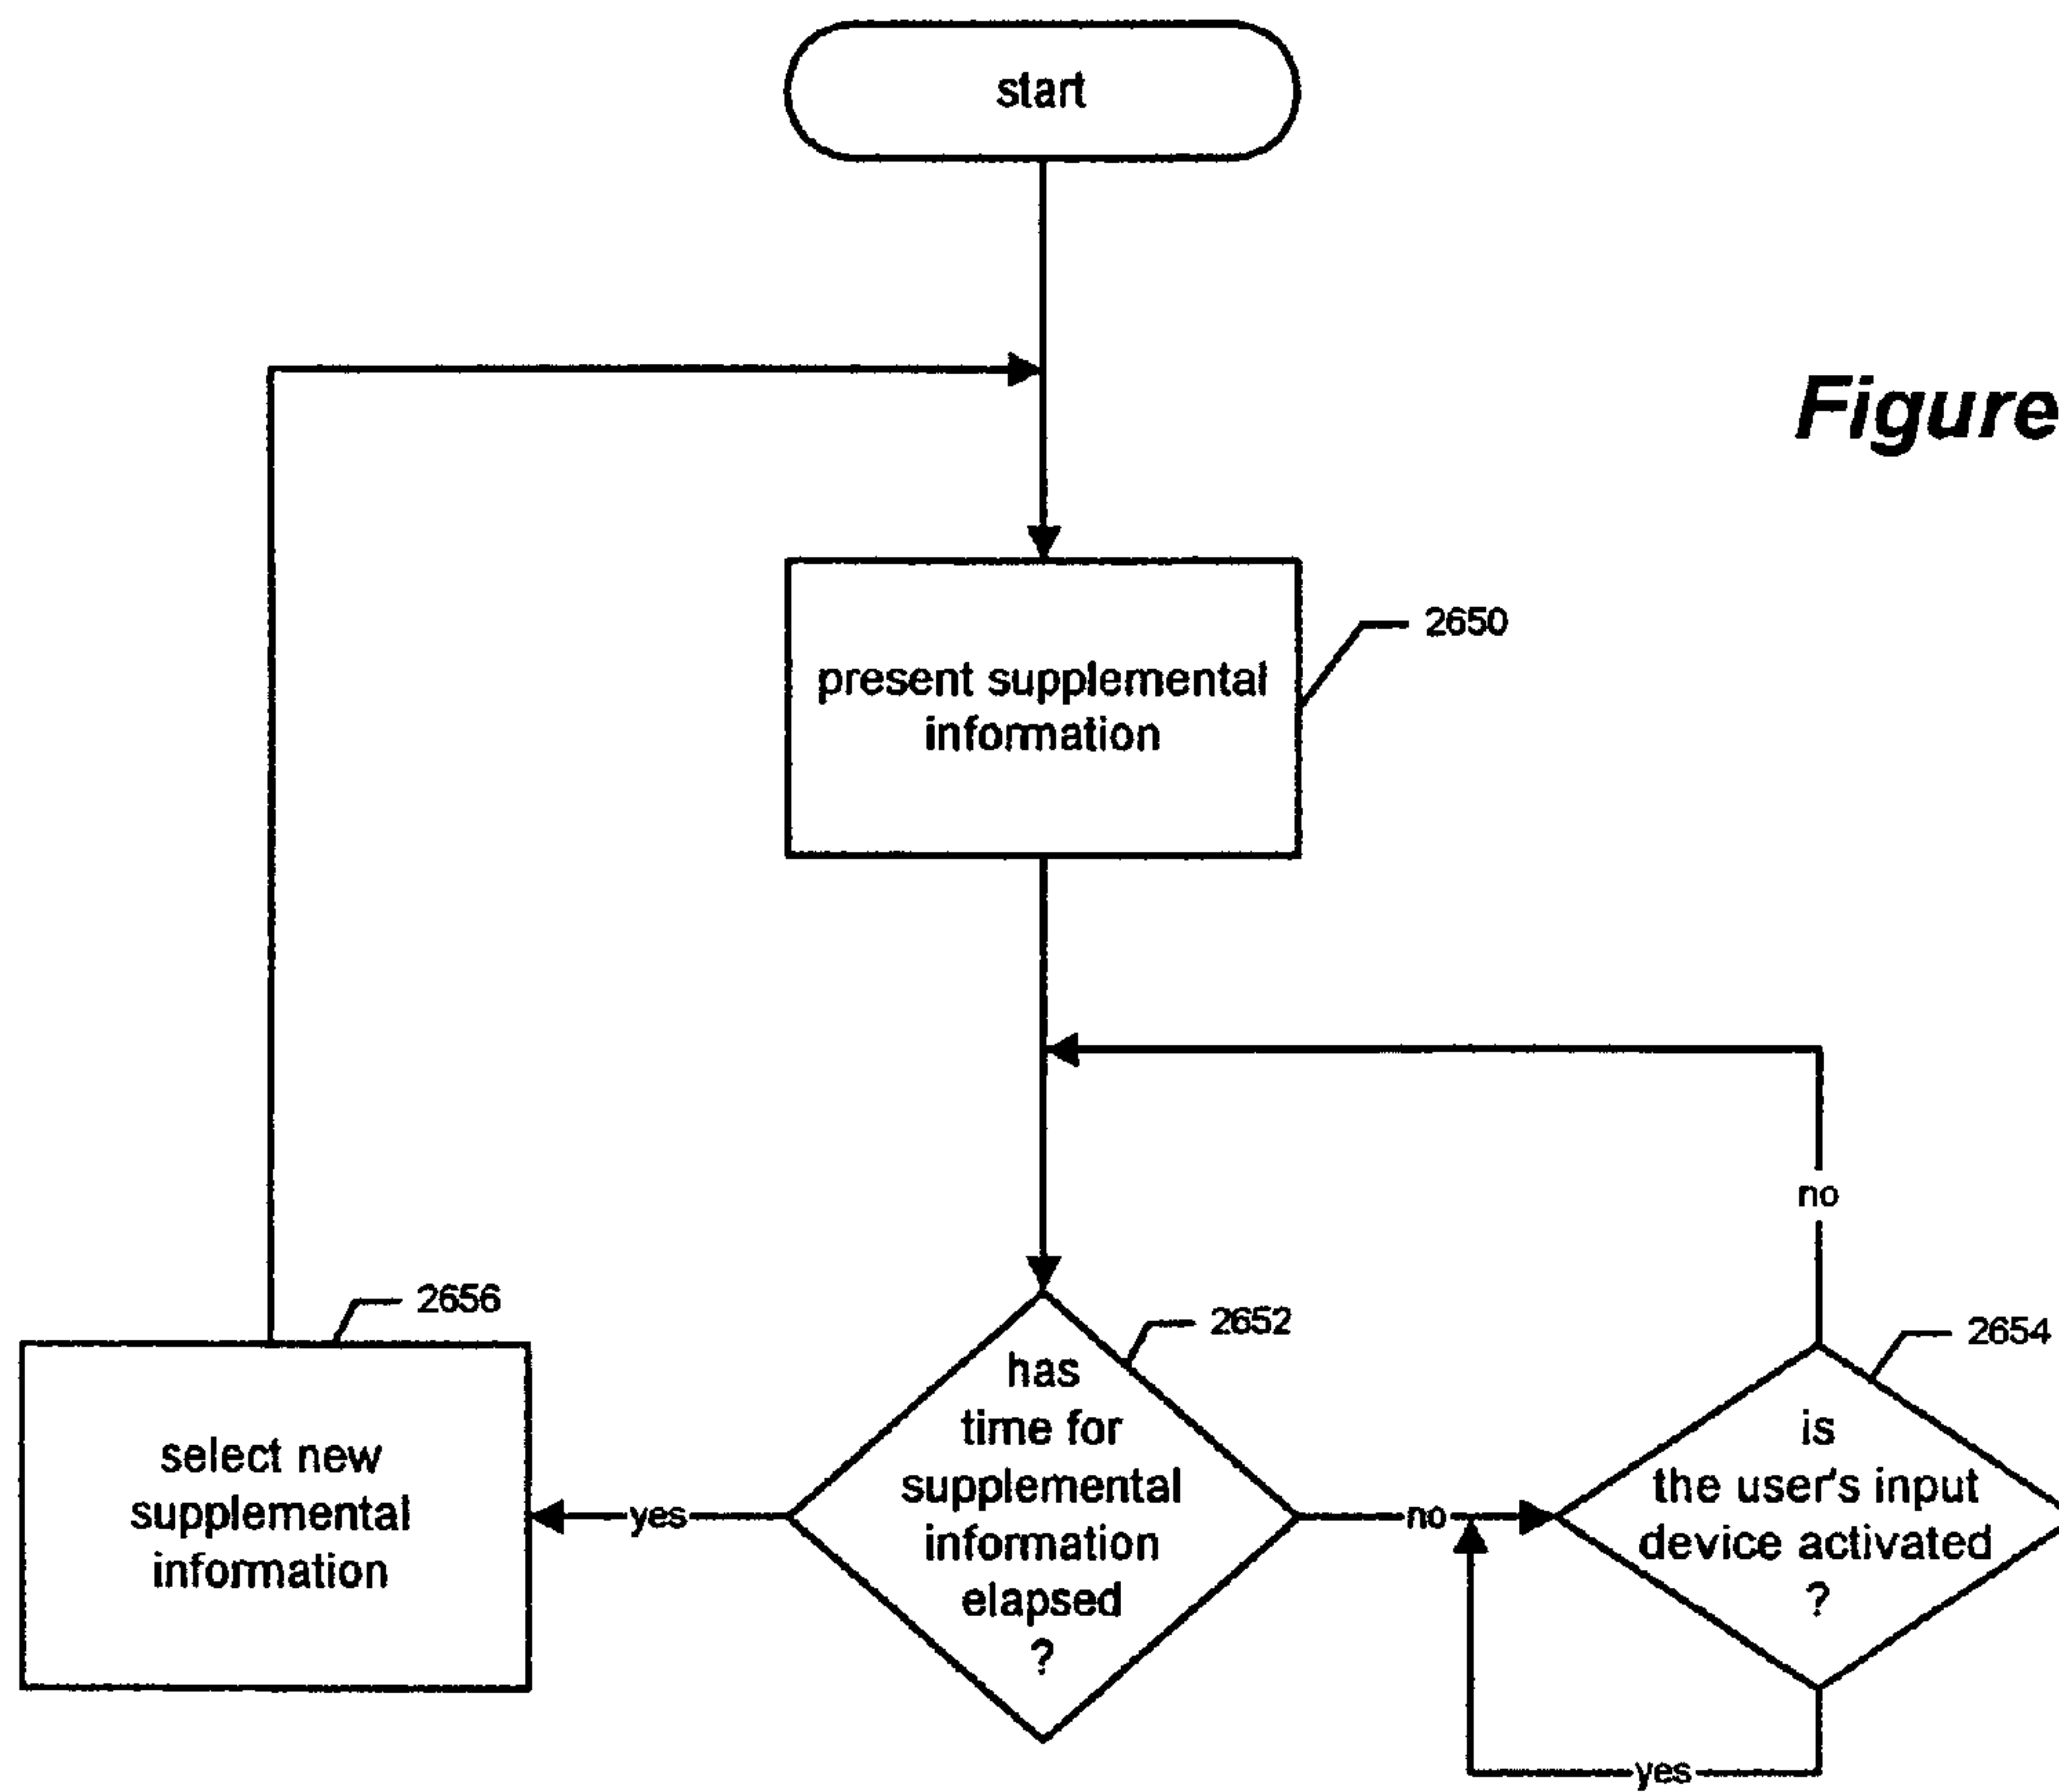 start
Figure
2650
present supplemental
information
no
2656
2652
2654
has
time for
supplemental
information
elapsed
?
is
the user's input
device activated
?
select new
supplemental
information
yes
no
yes